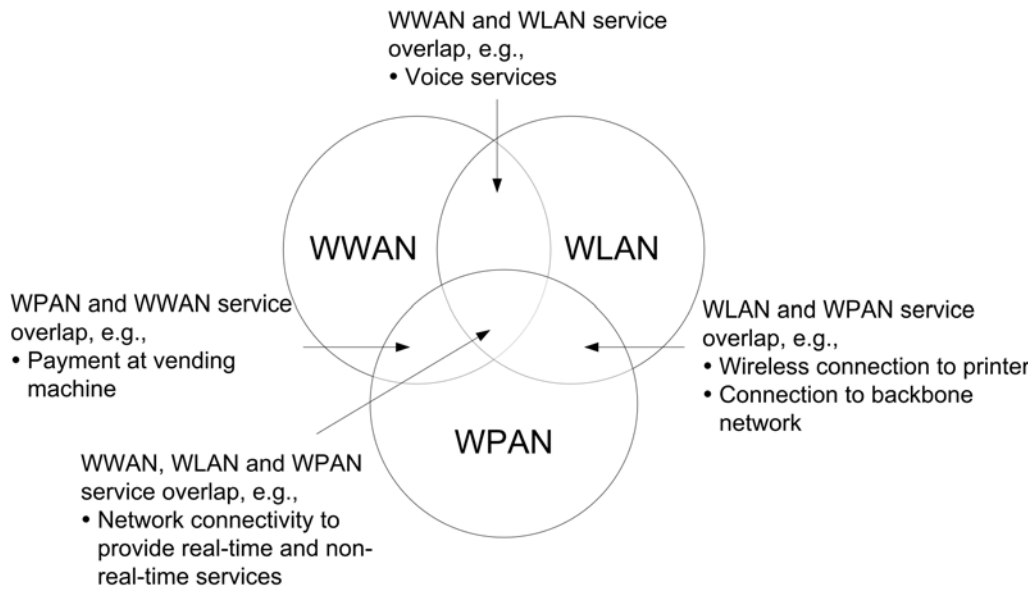 WWAN and WLAN service
overlap, e.g.,
• Voice services
WWAN
WLAN
WPAN and WWAN service
overlap, e.g.,
• Payment at vending
machine
WLAN and WPAN service
overlap, e.g.,
• Wireless connection to printer
• Connection to backbone
network
WPAN
WWAN, WLAN and WPAN
service overlap, e.g.,
• Network connectivity to
provide real-time and non-
real-time services